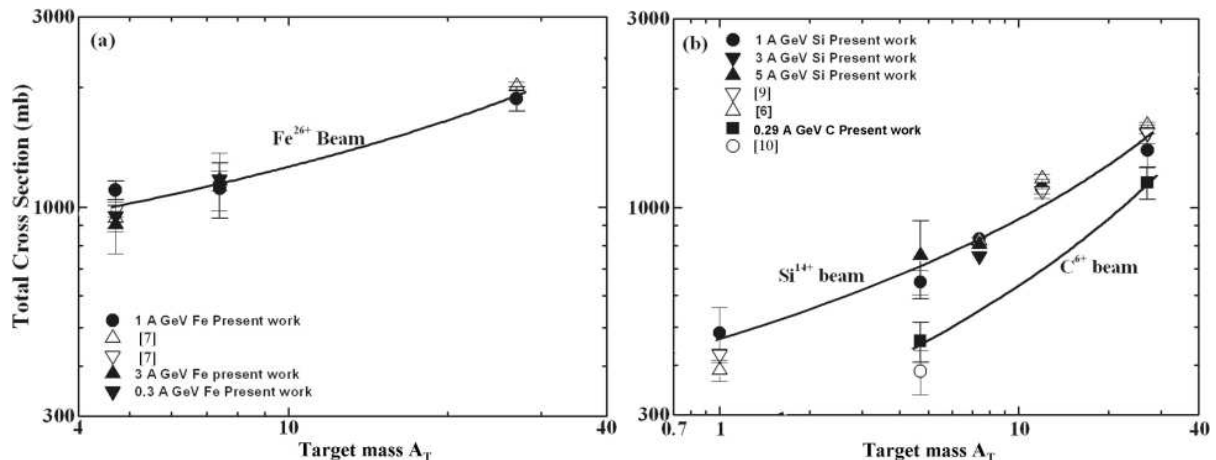 3000
(a)
Fe²⁶⁺ Beam
1000
1 A GeV Fe Present work
[7]
[7]
3 A GeV Fe present work
0.3 A GeV Fe Present work
300
4
10
40
Target mass A_T
Total Cross Section (mb)
3000
(b)
1 A GeV Si Present work
3 A GeV Si Present work
5 A GeV Si Present work
[9]
[6]
0.29 A GeV C Present work
[10]
1000
Si¹⁴⁺ beam
C⁶⁺ beam
300
0.7
1
10
40
Target mass A_T